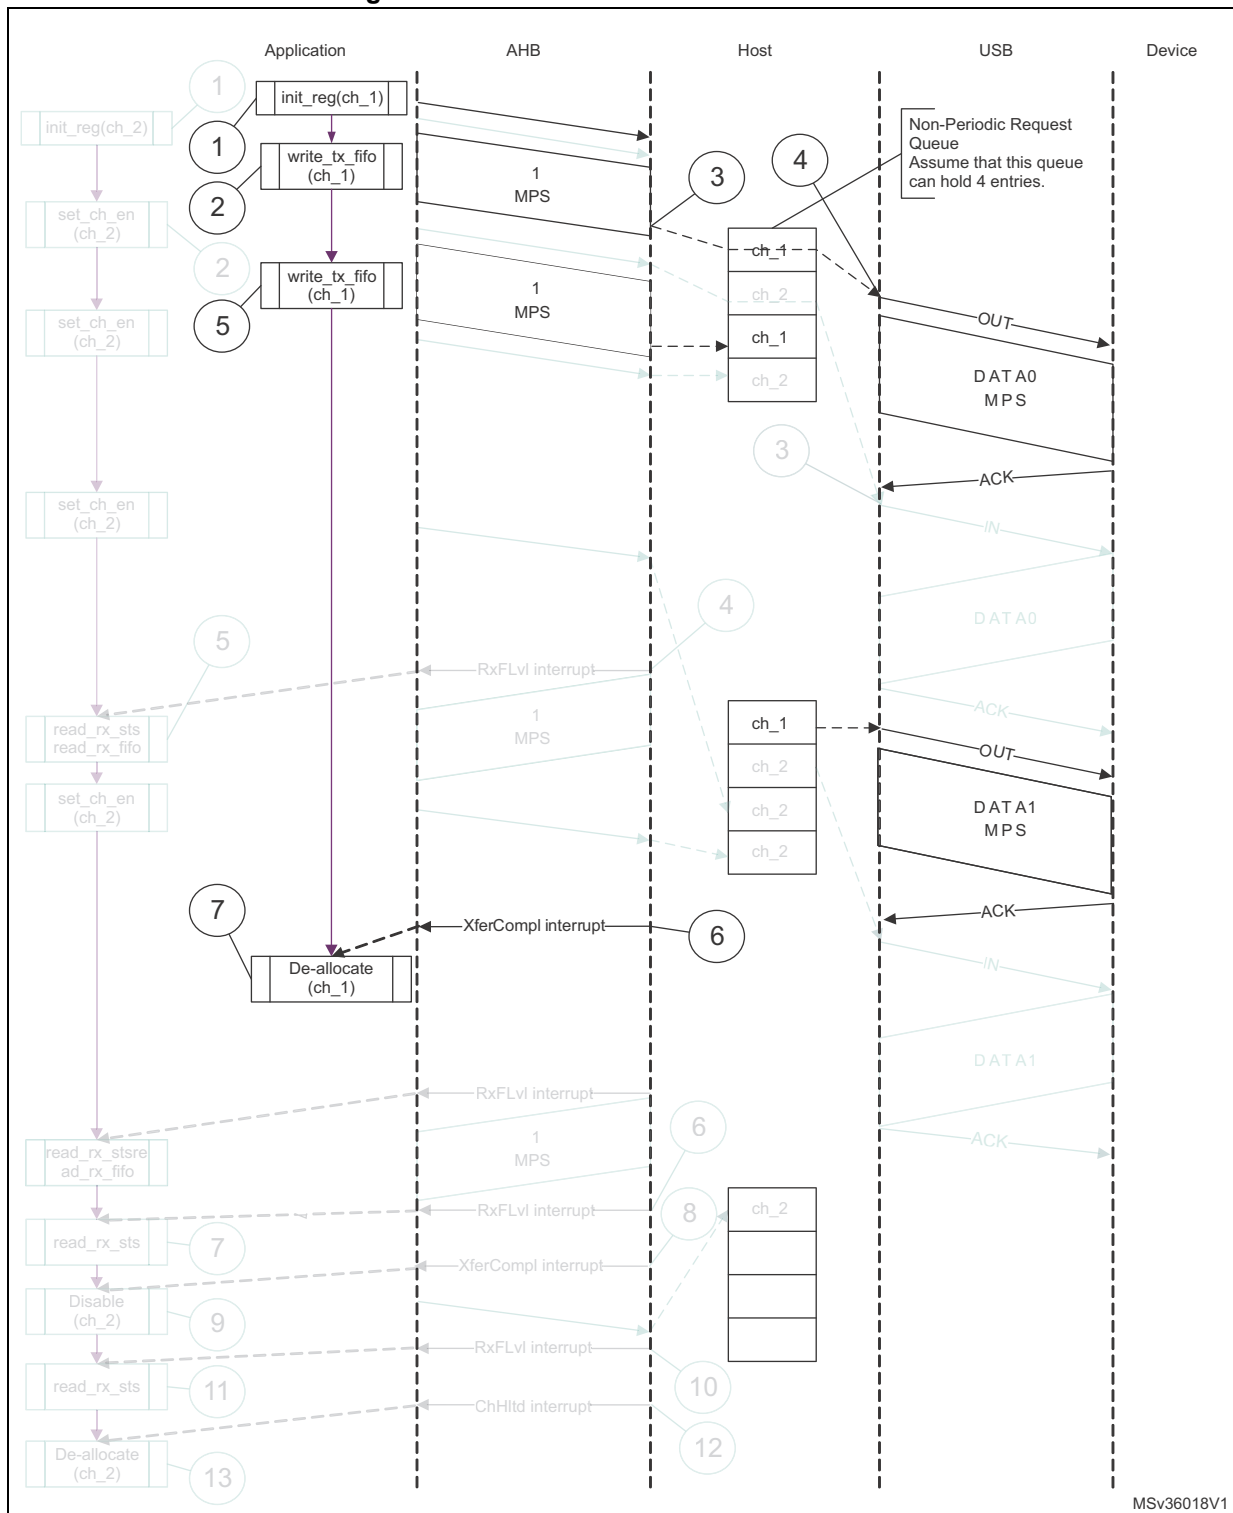 Application AHB Host USB Device
1
init_reg(ch_1)
init_reg(ch_2)
1
Non-Periodic Request
Queue
Assume that this queue
can hold 4 entries.
write_tx_fifo
(ch_1)
2
1
MPS
3
4
set_ch_en
(ch_2)
2
ch_1
write_tx_fifo
(ch_1)
5
1
MPS
ch_2
set_ch_en
(ch_2)
ch_1
OUT
ch_2
DATA0
MPS
3
ACK
set_ch_en
(ch_2)
IN
4
DATA0
5
RxFLvl interrupt
read_rx_sts
read_rx_fifo
1
MPS
ch_1
ACK
OUT
ch_2
set_ch_en
(ch_2)
ch_2
DATA1
MPS
ch_2
7
XferCompl interrupt
6
ACK
De-allocate
(ch_1)
IN
DATA1
RxFLvl interrupt
read_rx_stsre
ad_rx_fifo
1
MPS
6
ACK
RxFLvl interrupt
8
ch_2
read_rx_sts
7
XferCompl interrupt
Disable
(ch_2)
9
RxFLvl interrupt
read_rx_sts
11
10
ChHltd interrupt
12
De-allocate
(ch_2)
13
MSv36018V1